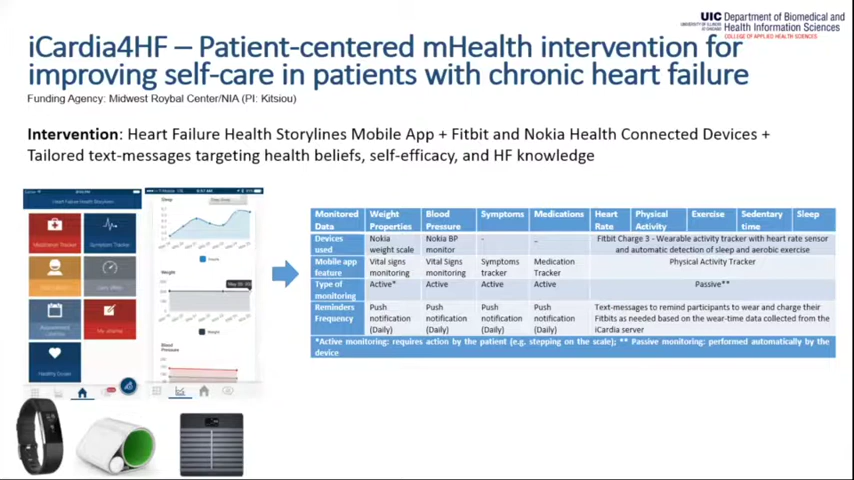 UIC Department of Biomedical and
UNIVERSITY OF ILLINOIS
AT CHICAGO
Health Information Sciences
COLLEGE OF APPLIED HEALTH SCIENCES
iCardia4HF – Patient-centered mHealth intervention for
improving self-care in patients with chronic heart failure
Funding Agency: Midwest Roybal Center/NIA (PI: Kitsiou)
Intervention: Heart Failure Health Storylines Mobile App + Fitbit and Nokia Health Connected Devices +
Tailored text-messages targeting health beliefs, self-efficacy, and HF knowledge
Heart Failure Health Storylines
Medication Tracker
Symptom Tracker
Daily Moods
My Journal
Sleep
Weight
Blood
Pressure
Monitored Data Weight Properties Blood Pressure Symptoms Medications Heart Rate Physical Activity Exercise Sedentary time Sleep
Devices used Nokia weight scale Nokia BP monitor - - Fitbit Charge 3 - Wearable activity tracker with heart rate sensor and automatic detection of sleep and aerobic exercise
Mobile app feature Vital signs monitoring Vital Signs monitoring Symptoms tracker Medication Tracker Physical Activity Tracker
Type of monitoring Active* Active Active Active Passive**
Reminders Frequency Push notification (Daily) Push notification (Daily) Push notification (Daily) Push notification (Daily) Text-messages to remind participants to wear and charge their Fitbits as needed based on the wear-time data collected from the iCardia server
*Active monitoring: requires action by the patient (e.g. stepping on the scale); ** Passive monitoring: performed automatically by the
device